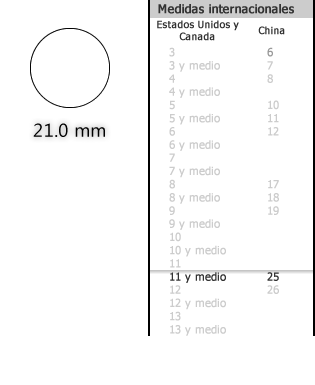 21.0 mm
Medidas internacionales
Estados Unidos y Canada China
3 6
3 y medio 7
4 8
4 y medio
5 10
5 y medio 11
6 12
6 y medio
7
7 y medio
8 17
8 y medio 18
9 19
9 y medio
10
10 y medio
11
11 y medio 25
12 26
12 y medio
13
13 y medio